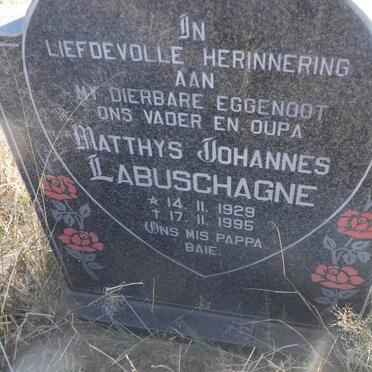 IN
LIEFDEVOLLE HERINNERING
AAN
MY DIERBARE EGGENOOT
ONS VADER EN OUPA
MATTHYS JOHANNES
LABUSCHAGNE
* 14. 11. 1929
† 17. 11. 1995
ONS MIS PAPPA
BAIE.